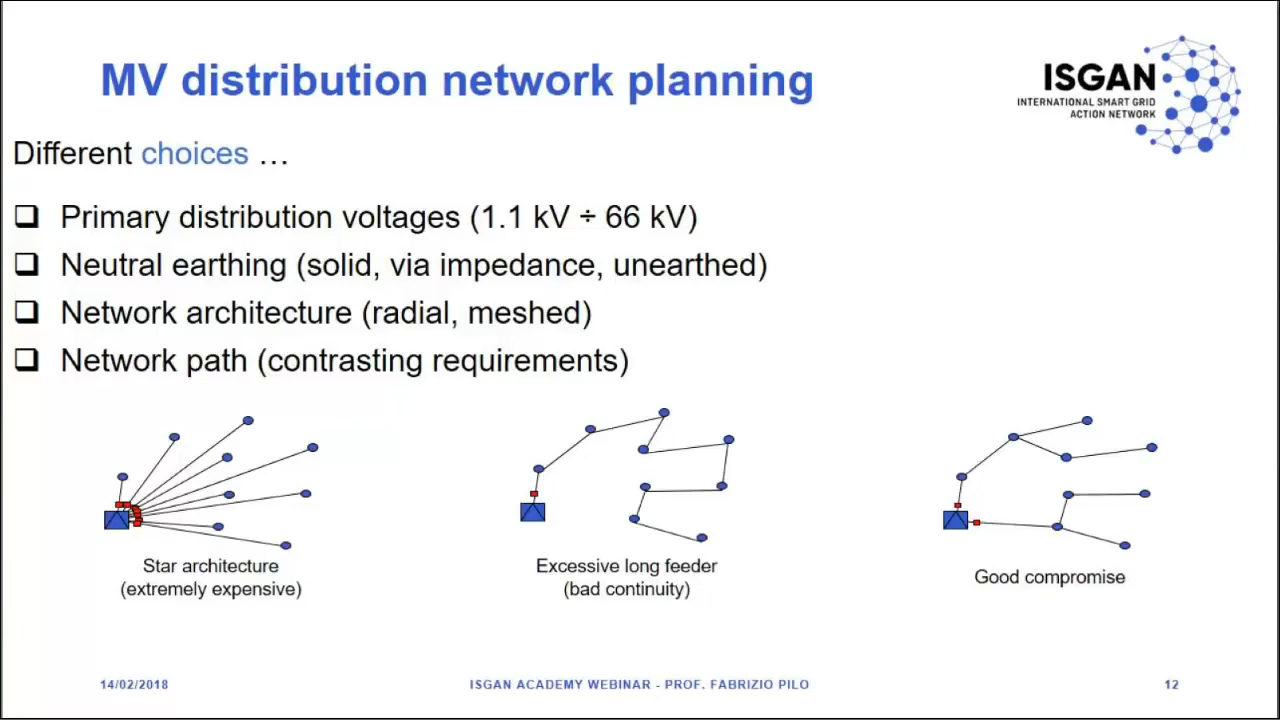 MV distribution network planning
ISGAN
INTERNATIONAL SMART GRID
ACTION NETWORK
Different choices …
Primary distribution voltages (1.1 kV ÷ 66 kV)
Neutral earthing (solid, via impedance, unearthed)
Network architecture (radial, meshed)
Network path (contrasting requirements)
Star architecture
(extremely expensive)
Excessive long feeder
(bad continuity)
Good compromise
14/02/2018
ISGAN ACADEMY WEBINAR - PROF. FABRIZIO PILO
12